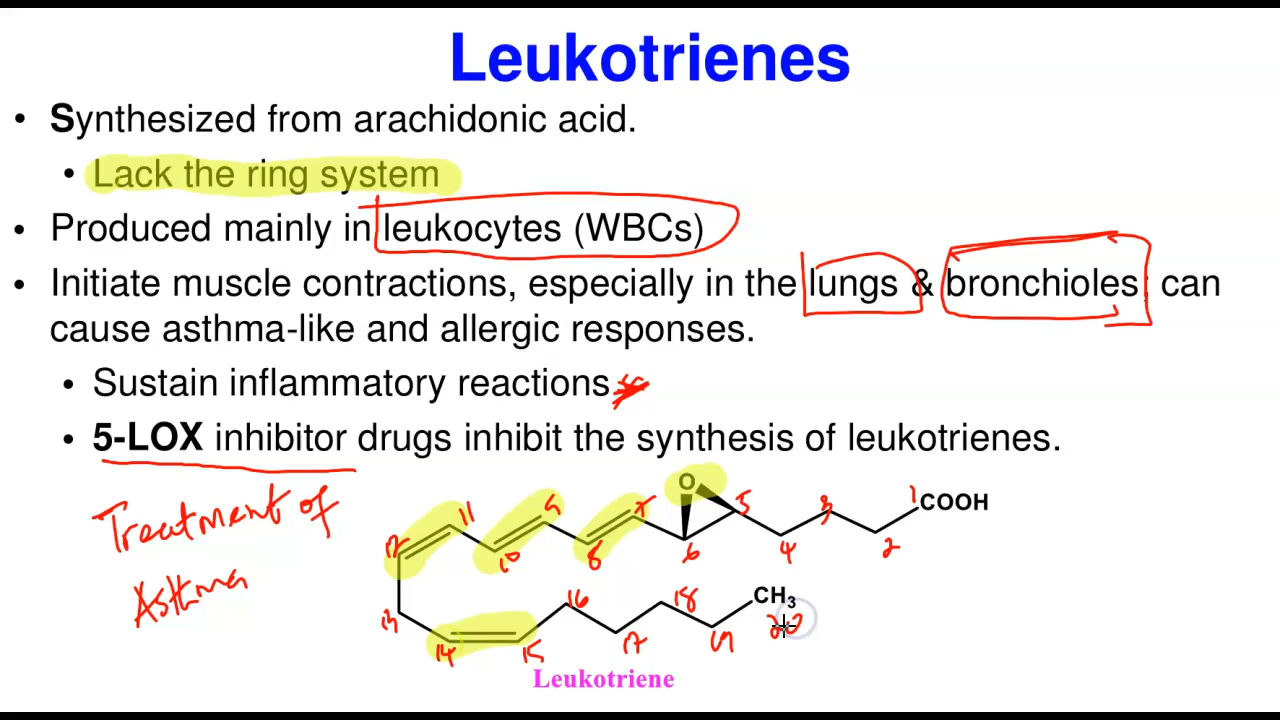 Leukotrienes
• Synthesized from arachidonic acid.
• Lack the ring system
• Produced mainly in leukocytes (WBCs)
• Initiate muscle contractions, especially in the lungs & bronchioles; can
cause asthma-like and allergic responses.
• Sustain inflammatory reactions
• 5-LOX inhibitor drugs inhibit the synthesis of leukotrienes.
Treatment of
Asthma
O
COOH
1
2
3
4
5
6
7
8
9
10
11
12
13
14
15
16
17
18
19
CH3
20
Leukotriene